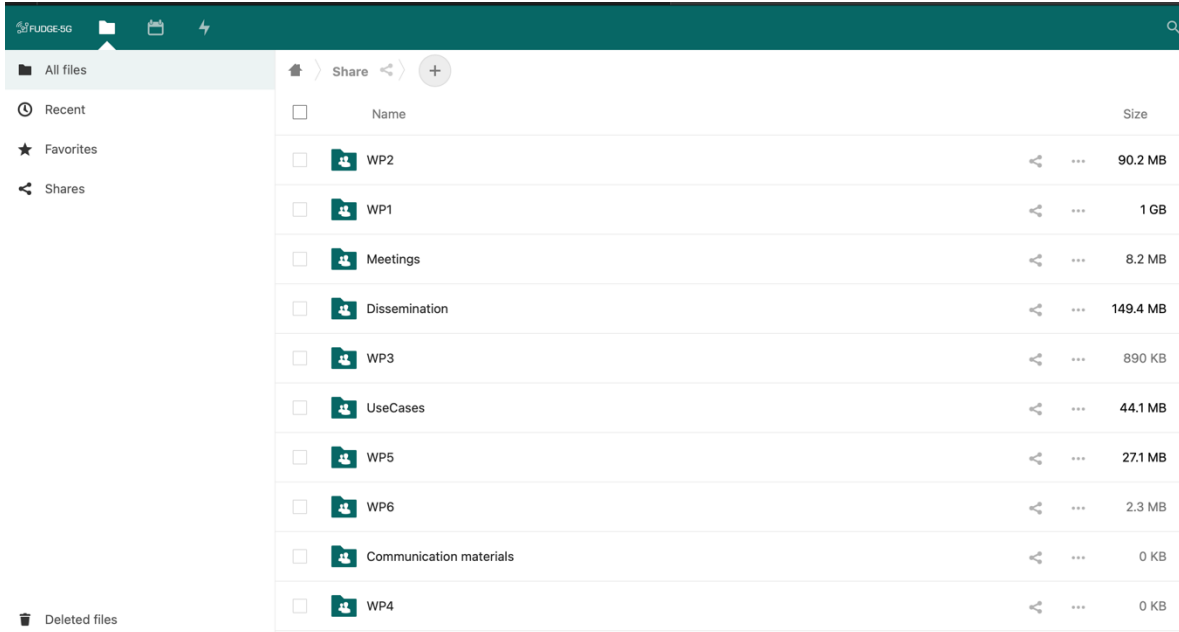 FUDGE-5G
All files
Recent
Favorites
Shares
Deleted files
Share
Name Size
WP2 90.2 MB
WP1 1 GB
Meetings 8.2 MB
Dissemination 149.4 MB
WP3 890 KB
UseCases 44.1 MB
WP5 27.1 MB
WP6 2.3 MB
Communication materials 0 KB
WP4 0 KB